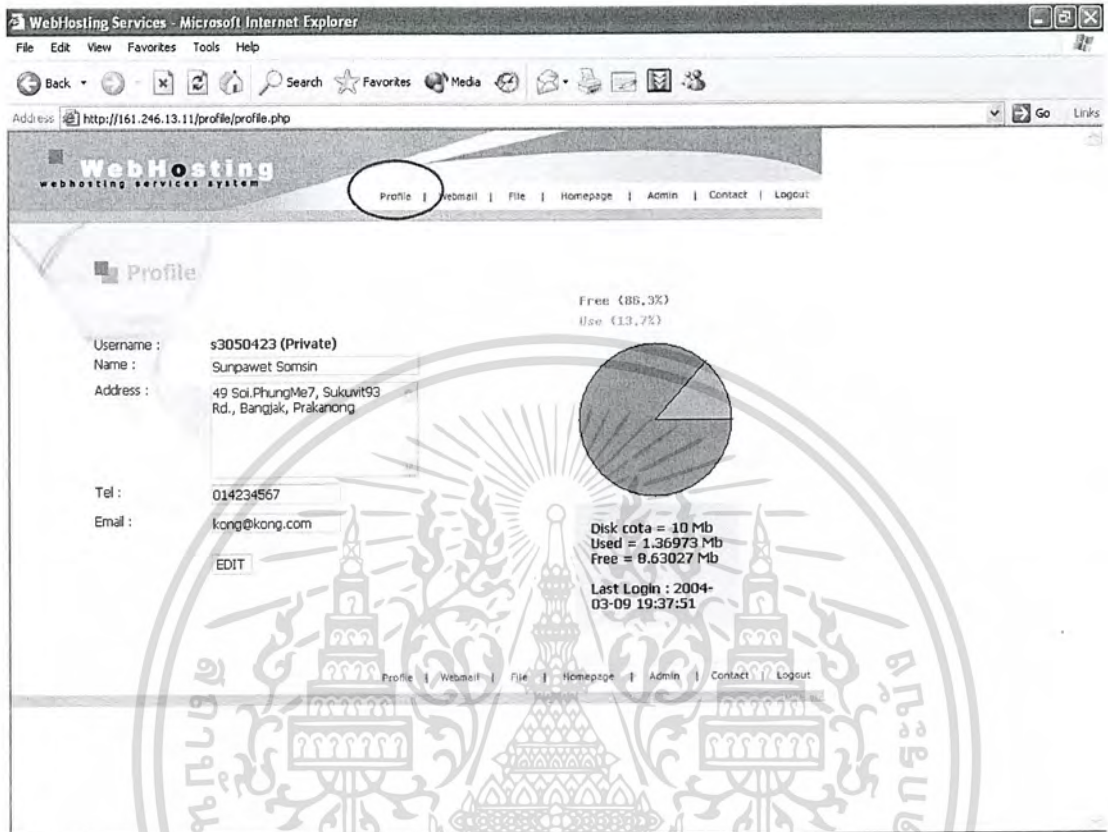 WebHosting Services - Microsoft Internet Explorer
File Edit View Favorites Tools Help
Back Search Favorites Media
Address http://161.246.13.11/profile/profile.php Go Links
WebHosting
webhosting services system
Profile | Webmail | File | Homepage | Admin | Contact | Logout
Profile
Free (86.3%)
Use (13.7%)
Username : s3050423 (Private)
Name : Sunpawet Somsin
Address : 49 Soi.PhungMe7, Sukuvit93
Rd., Bangjak, Prakanong
Tel : 014234567
Email : kong@kong.com
EDIT
Disk cota = 10 Mb
Used = 1.36973 Mb
Free = 8.63027 Mb
Last Login : 2004-
03-09 19:37:51
Profile | Webmail | File | Homepage | Admin | Contact | Logout